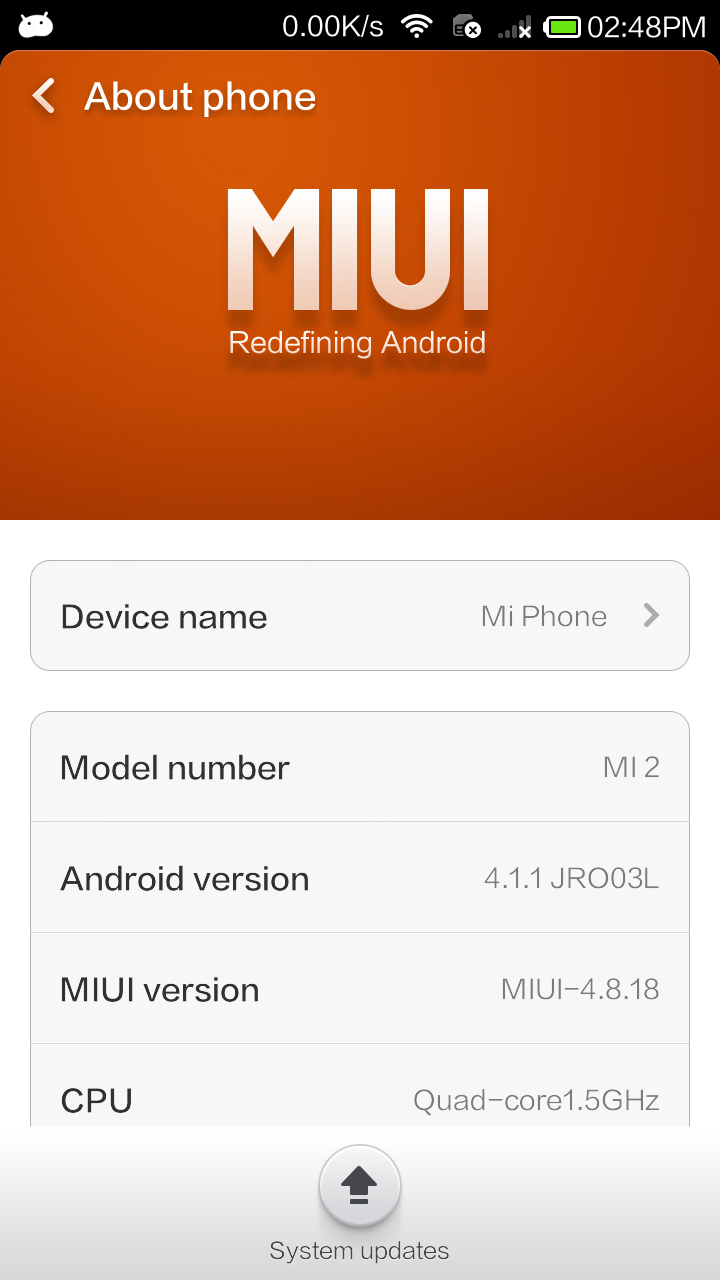 0.00K/s 02:48PM
About phone
MIUI
Redefining Android
Device name Mi Phone
Model number MI 2
Android version 4.1.1 JRO03L
MIUI version MIUI-4.8.18
CPU Quad-core1.5GHz
System updates